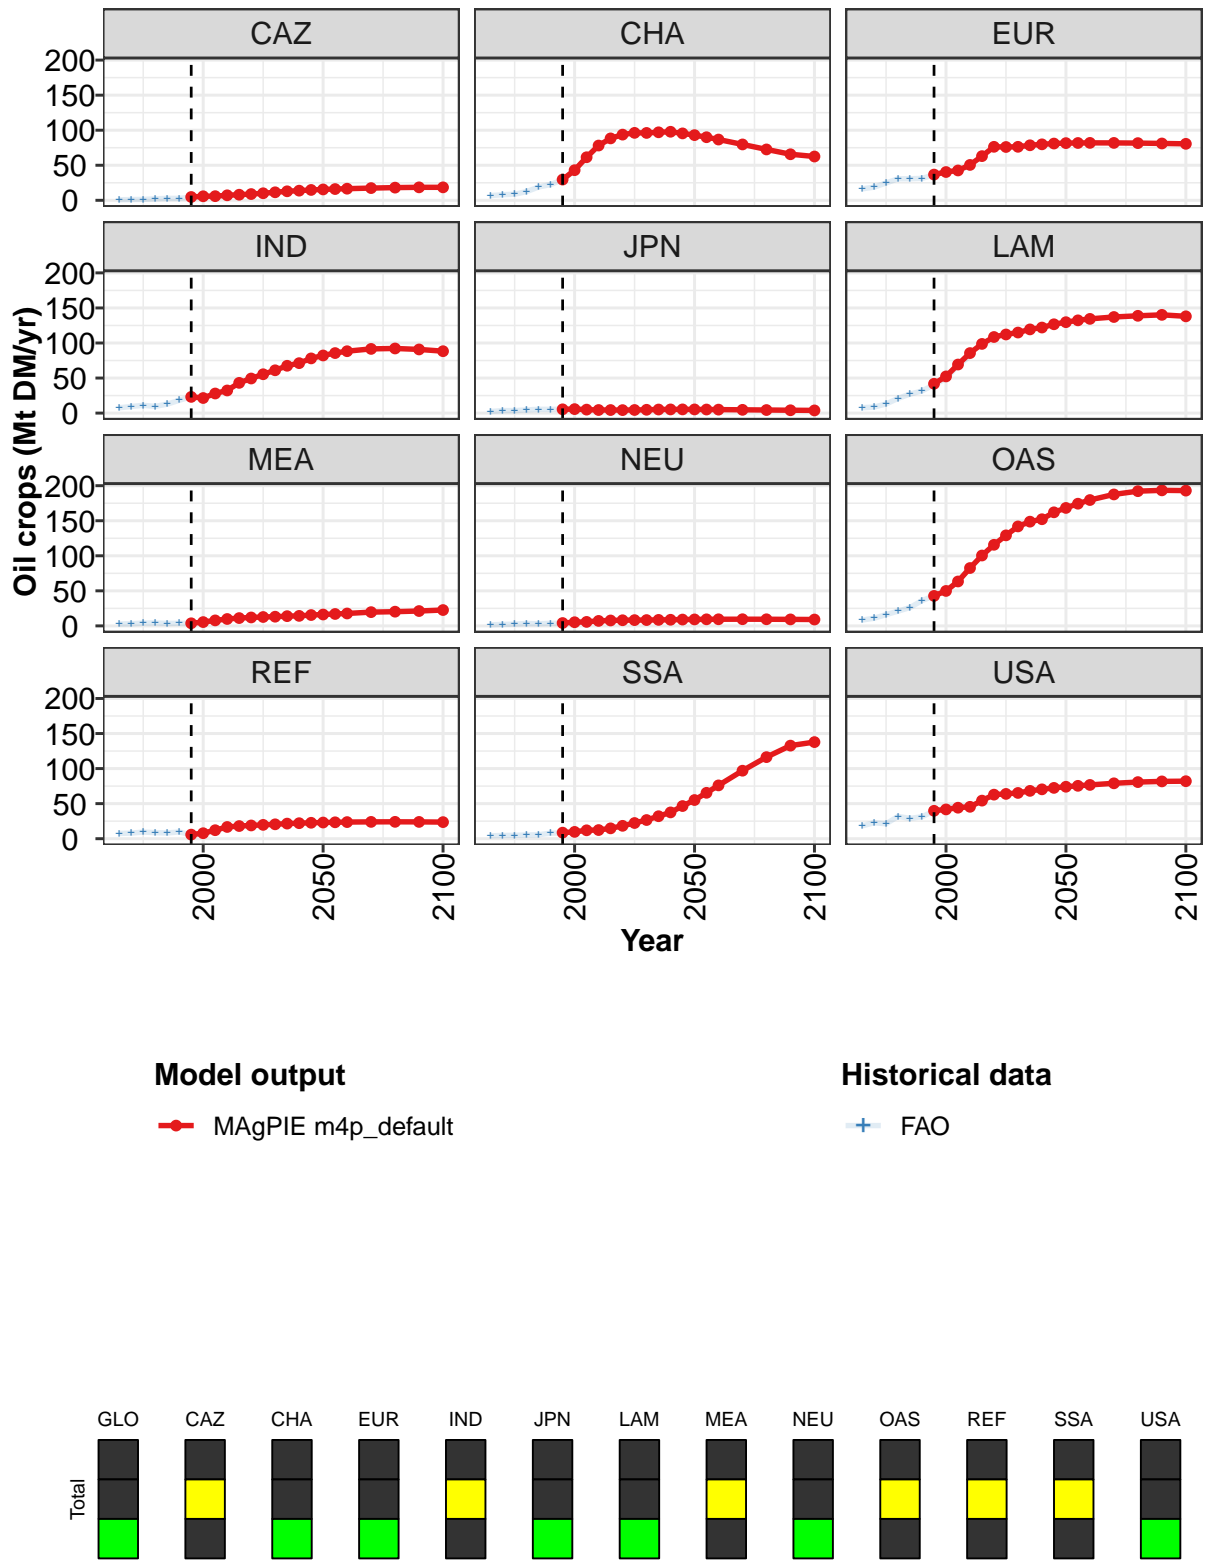 CAZ CHA EUR
200
150
100
50
0
IND JPN LAM
200
150
100
50
0
MEA NEU OAS
200
150
100
50
0
REF SSA USA
200
150
100
50
0
Oil crops (Mt DM/yr)
2000 2050 2100 2000 2050 2100 2000 2050 2100
Year
Model output Historical data
MAgPIE m4p_default FAO
GLO CAZ CHA EUR IND JPN LAM MEA NEU OAS REF SSA USA
Total